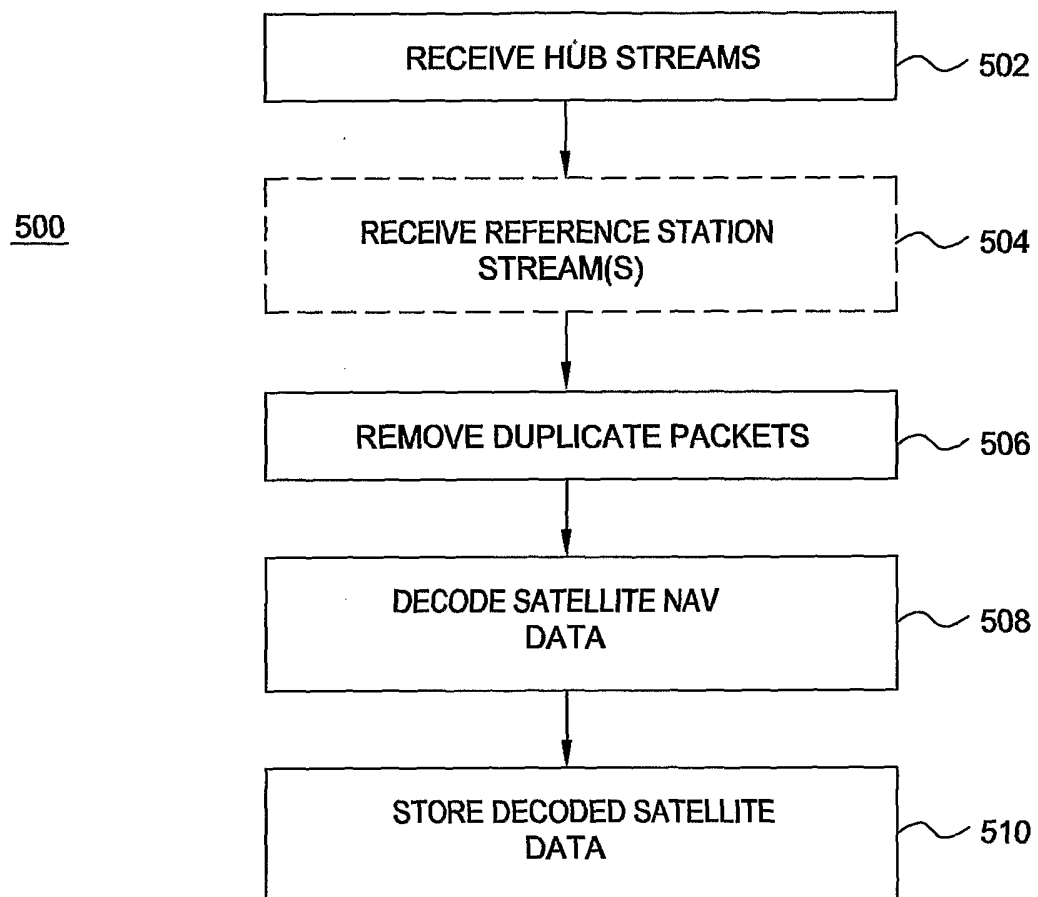 RECEIVE HUB STREAMS
502
500
RECEIVE REFERENCE STATION
STREAM(S)
504
REMOVE DUPLICATE PACKETS
506
DECODE SATELLITE NAV
DATA
508
STORE DECODED SATELLITE
DATA
510